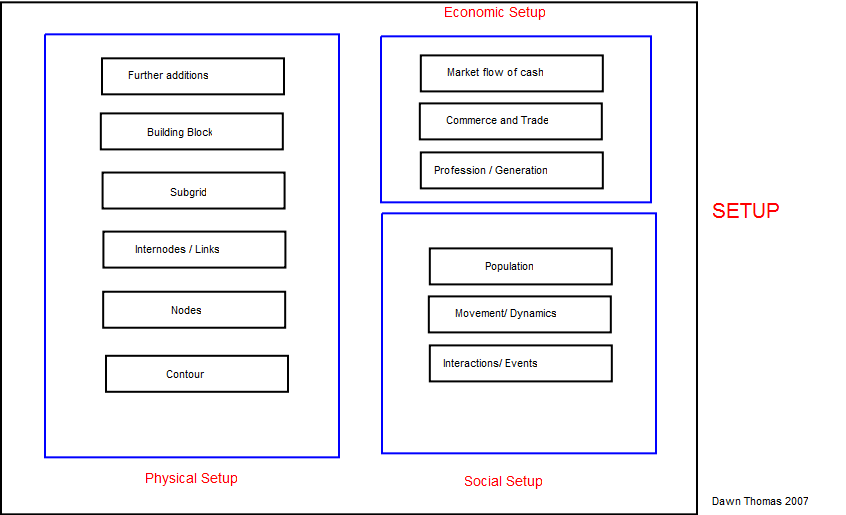 Economic Setup
Further additions
Building Block
Subgrid
Internodes / Links
Nodes
Contour
Physical Setup
Market flow of cash
Commerce and Trade
Profession / Generation
Population
Movement/ Dynamics
Interactions/ Events
Social Setup
SETUP
Dawn Thomas 2007